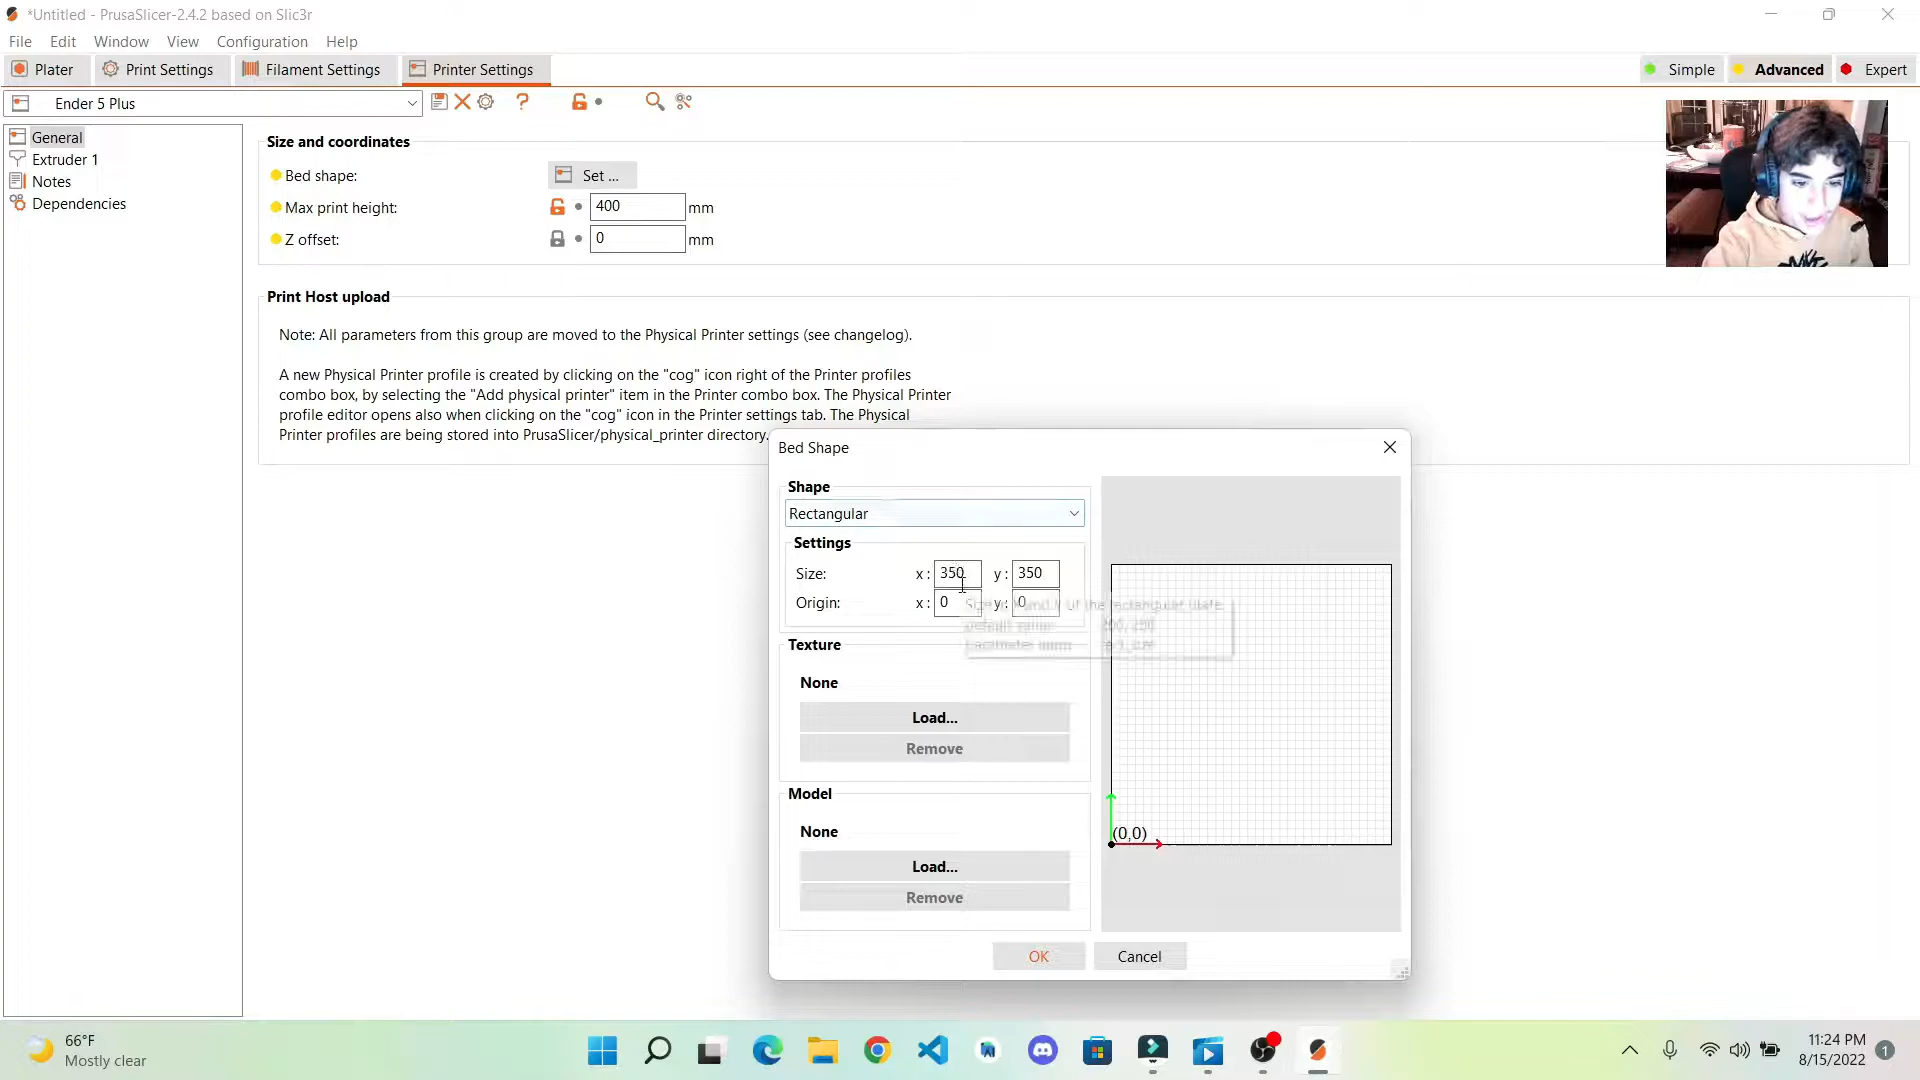 *Untitled - PrusaSlicer-2.4.2 based on Slic3r
File Edit Window View Configuration Help
Plater Print Settings Filament Settings Printer Settings Simple Advanced Expert
Ender 5 Plus ?
General
Extruder 1
Notes
Dependencies
Size and coordinates
Bed shape: Set ...
Max print height: 400 mm
Z offset: 0 mm
Print Host upload
Note: All parameters from this group are moved to the Physical Printer settings (see changelog).
A new Physical Printer profile is created by clicking on the "cog" icon right of the Printer profiles
combo box, by selecting the "Add physical printer" item in the Printer combo box. The Physical Printer
profile editor opens also when clicking on the "cog" icon in the Printer settings tab. The Physical
Printer profiles are being stored into PrusaSlicer/physical_printer directory.
Bed Shape
Shape
Rectangular
Settings
Size: x: 350 y: 350
Origin: x: 0 y: 0
Texture
None
Load...
Remove
Model
None
Load...
Remove
(0,0)
OK Cancel
66°F
Mostly clear
11:24 PM
8/15/2022
1